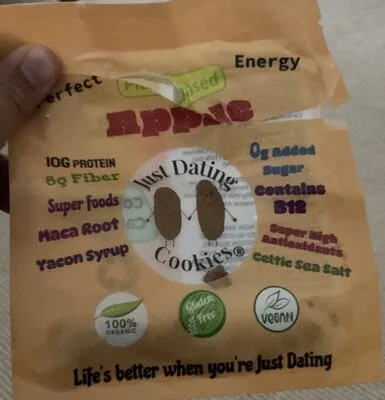 Perfect
Energy
Plant Based
Apple
10G PROTEIN
8g Fiber
Super foods
Maca Root
Yacon Syrup
Just Dating
Cookies®
0g Added
Sugar
Contains
B12
Super High
Antioxidants
Celtic Sea Salt
100%
ORGANIC
Gluten
Free
VEGAN
Life's better when you're Just Dating